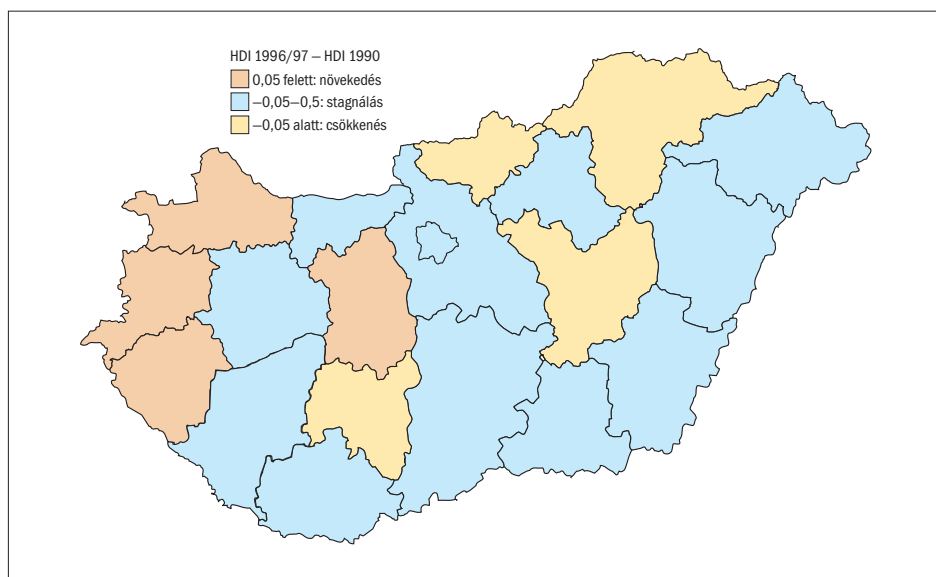 HDI 1996/97 – HDI 1990
0,05 felett: növekedés
–0,05–0,5: stagnálás
–0,05 alatt: csökkenés